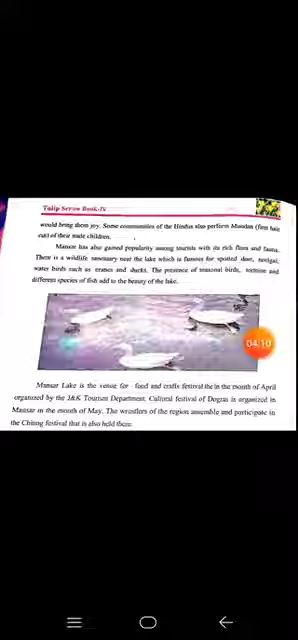 Tulip Series Book-IV
would bring them joy. Some communities of the Hindus also perform Mundan (first hair
cut) of their male children.
Mansar has also gained popularity among tourists with its rich flora and fauna.
There is a wildlife sanctuary near the lake which is famous for spotted deer, neelgai,
water birds such as cranes and ducks. The presence of seasonal birds, tortoise and
different species of fish add to the beauty of the lake.
04:10
Mansar Lake is the venue for food and crafts festival the in the month of April
organized by the J&K Tourism Department. Cultural festival of Dogras is organized in
Mansar in the month of May. The wrestlers of the region assemble and participate in
the Chhing festival that is also held there.